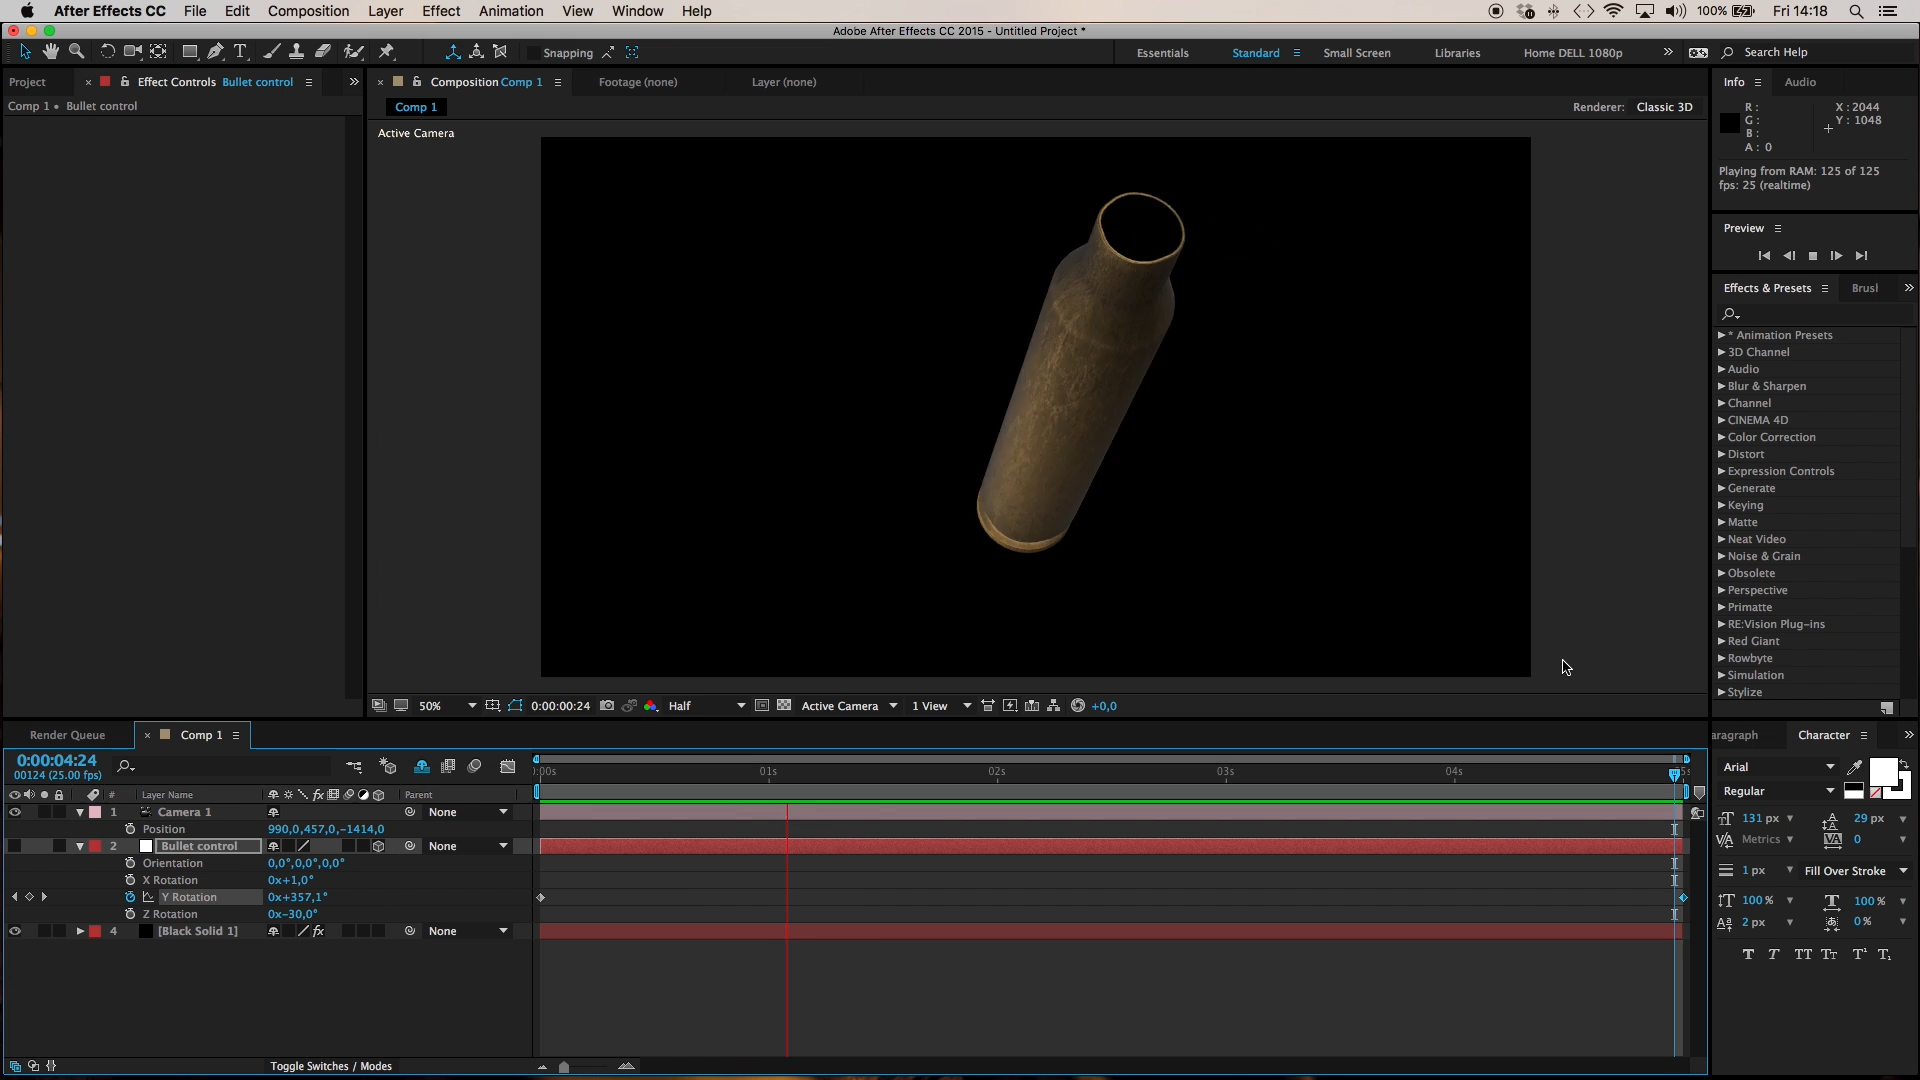 After Effects CC File Edit Composition Layer Effect Animation View Window Help 100% Fri 14:18
Adobe After Effects CC 2015 - Untitled Project *
Snapping Essentials Standard Small Screen Libraries Home DELL 1080p Search Help
Project Effect Controls Bullet control Composition Comp 1 Footage (none) Layer (none) Info Audio
Comp 1 • Bullet control
Comp 1
Renderer: Classic 3D
Active Camera
R :
G :
B :
A : 0
X : 2044
Y : 1048
Playing from RAM: 125 of 125
fps: 25 (realtime)
Preview
Effects & Presets Brusl
* Animation Presets
3D Channel
Audio
Blur & Sharpen
Channel
CINEMA 4D
Color Correction
Distort
Expression Controls
Generate
Keying
Matte
Neat Video
Noise & Grain
Obsolete
Perspective
Primatte
RE:Vision Plug-ins
Red Giant
Rowbyte
Simulation
Stylize
50% 0:00:00:24 Half Active Camera 1 View +0,0
Render Queue Comp 1
0:00:04:24
00124 (25.00 fps)
):00s 01s 02s 03s 04s
# Layer Name Parent
1 Camera 1 None
Position 990,0,457,0,-1414,0
2 Bullet control None
Orientation 0,0°,0,0°,0,0°
X Rotation 0x+1,0°
Y Rotation 0x+357,1°
Z Rotation 0x-30,0°
4 [Black Solid 1] fx None
Toggle Switches / Modes
aragraph Character
Arial
Regular
131 px 29 px
Metrics 0
1 px Fill Over Stroke
100 % 100 %
2 px 0 %
T T TT Tt T¹ T₁